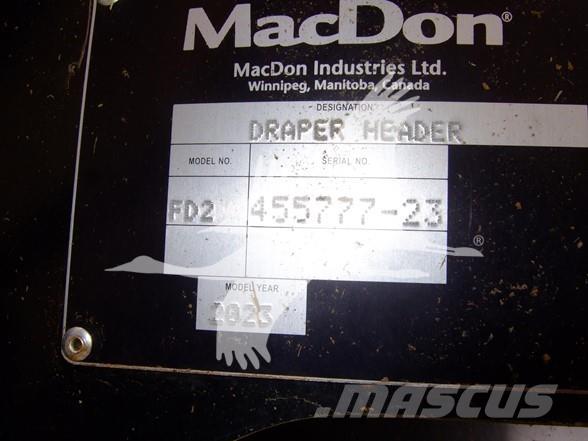 MacDon®
MacDon Industries Ltd.
Winnipeg, Manitoba, Canada
DESIGNATION
DRAPER HEADER
MODEL NO. SERIAL NO.
FD2 455777-23
®
MODEL YEAR
2023
MASCUS